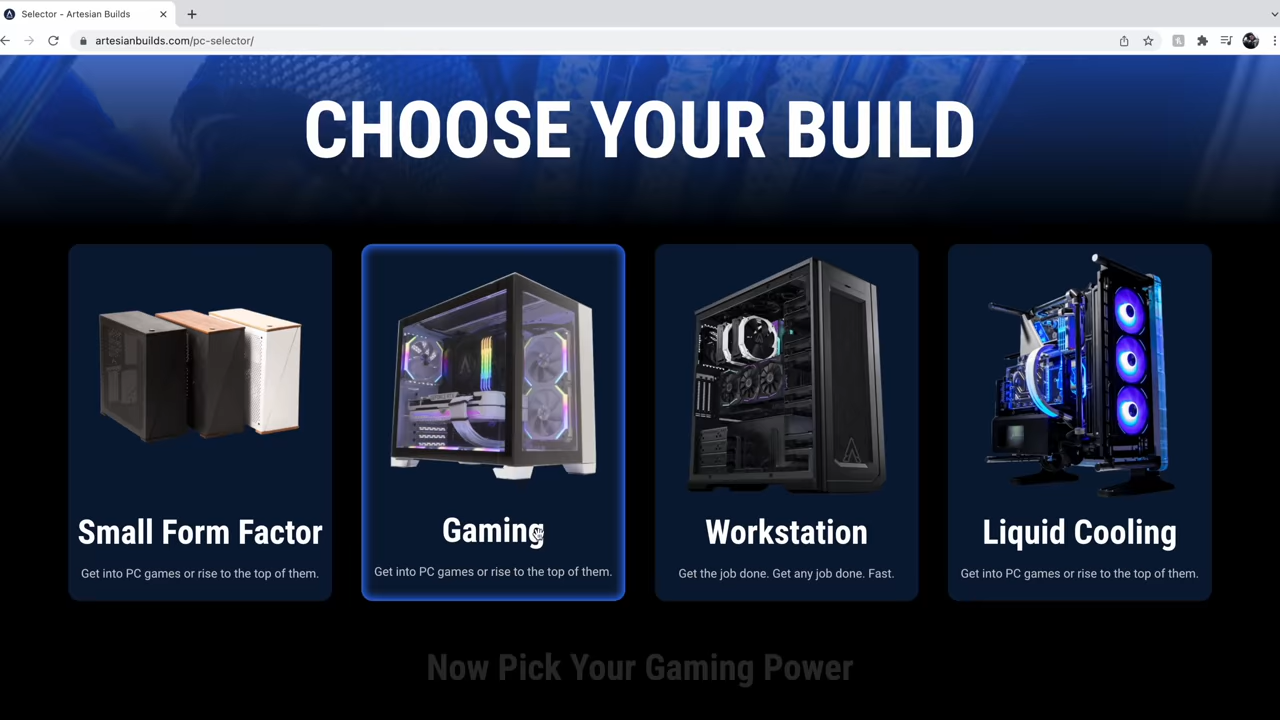 Selector - Artesian Builds
artesianbuilds.com/pc-selector/
CHOOSE YOUR BUILD
Small Form Factor
Get into PC games or rise to the top of them.
Gaming
Get into PC games or rise to the top of them.
Workstation
Get the job done. Get any job done. Fast.
Liquid Cooling
Get into PC games or rise to the top of them.
Now Pick Your Gaming Power